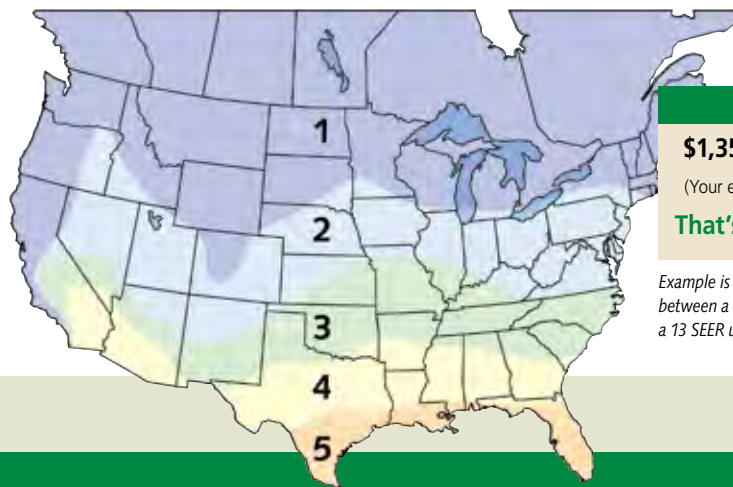 1
2
3
4
5
$1,35
(Your e
That's
Example is
between a
a 13 SEER u